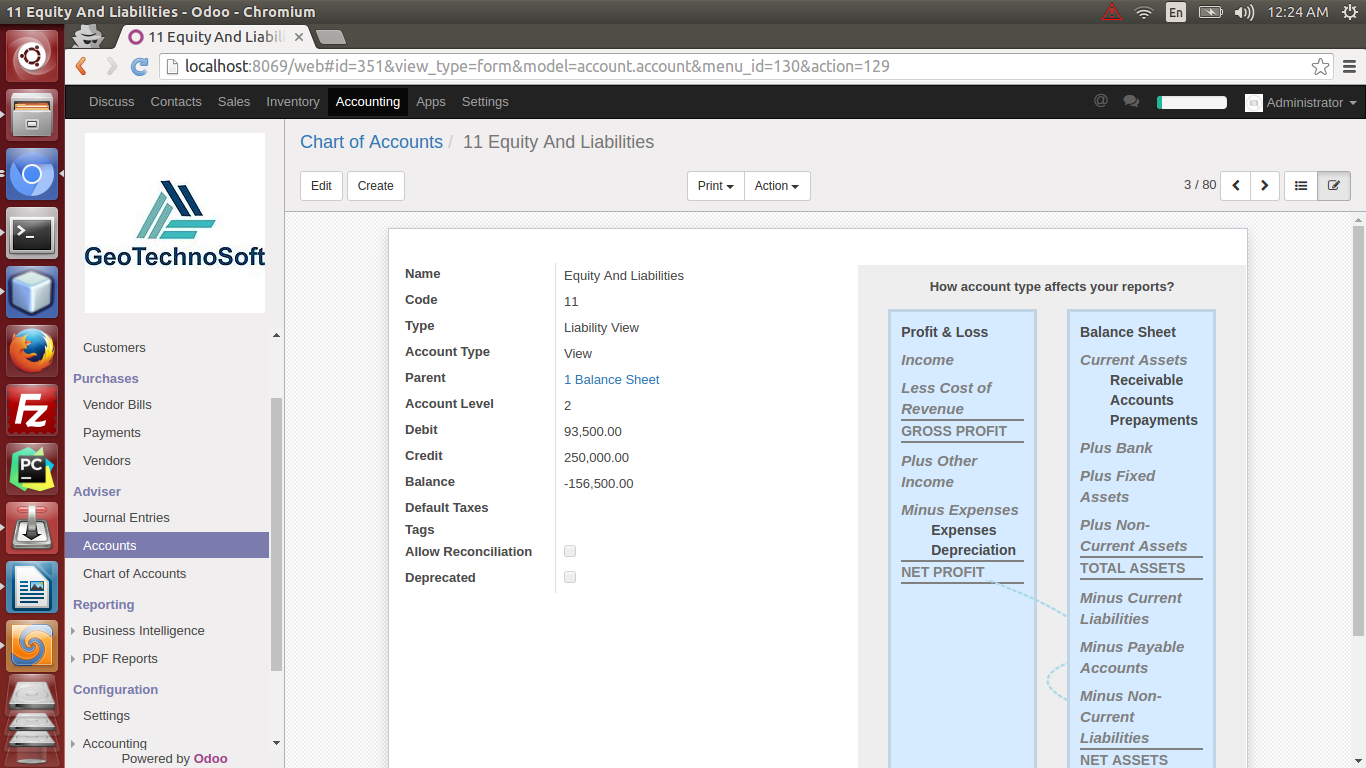 11 Equity And Liabilities - Odoo - Chromium
En
12:24 AM
11 Equity And Liabil
localhost:8069/web#id=351&view_type=form&model=account.account&menu_id=130&action=129
Discuss Contacts Sales Inventory Accounting Apps Settings
@
Administrator
GeoTechnoSoft
Customers
Purchases
Vendor Bills
Payments
Vendors
Adviser
Journal Entries
Accounts
Chart of Accounts
Reporting
Business Intelligence
PDF Reports
Configuration
Settings
Accounting
Powered by Odoo
Chart of Accounts / 11 Equity And Liabilities
Edit Create
Print Action
3 / 80
Name Equity And Liabilities
Code 11
Type Liability View
Account Type View
Parent 1 Balance Sheet
Account Level 2
Debit 93,500.00
Credit 250,000.00
Balance -156,500.00
Default Taxes
Tags
Allow Reconciliation
Deprecated
How account type affects your reports?
Profit & Loss
Income
Less Cost of
Revenue
GROSS PROFIT
Plus Other
Income
Minus Expenses
Expenses
Depreciation
NET PROFIT
Balance Sheet
Current Assets
Receivable
Accounts
Prepayments
Plus Bank
Plus Fixed
Assets
Plus Non-
Current Assets
TOTAL ASSETS
Minus Current
Liabilities
Minus Payable
Accounts
Minus Non-
Current
Liabilities
NET ASSETS
Fz
PC